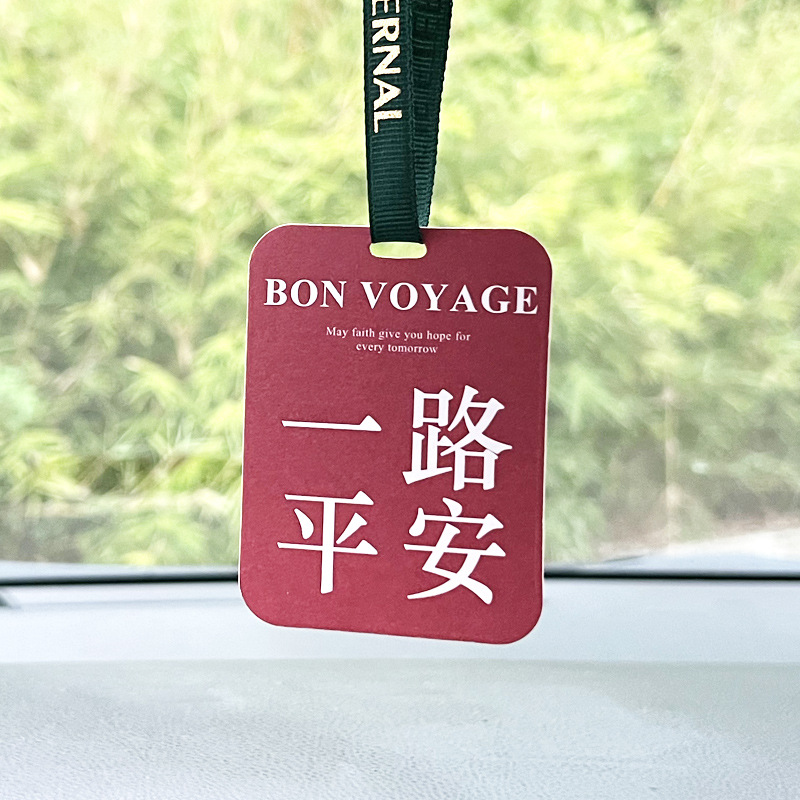 ERNAL
BON VOYAGE
May faith give you hope for
every tomorrow
一路
平安